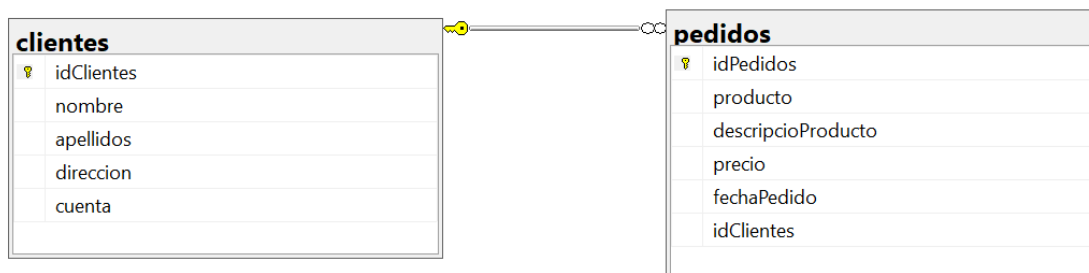 clientes
idClientes
nombre
apellidos
direccion
cuenta
pedidos
idPedidos
producto
descripcioProducto
precio
fechaPedido
idClientes